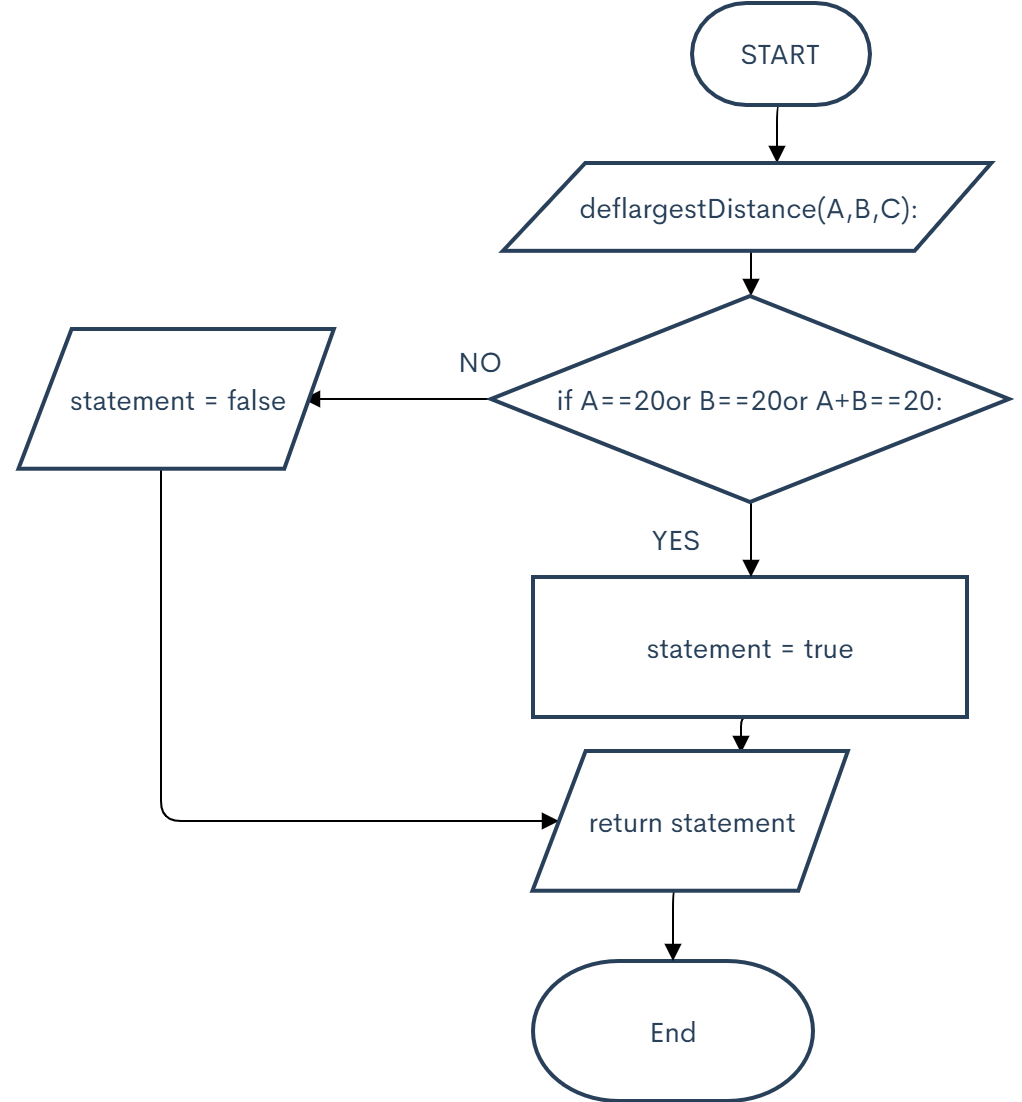 START
deflargestDistance(A,B,C):
NO
statement = false
if A==20or B==20or A+B==20:
YES
statement = true
return statement
End